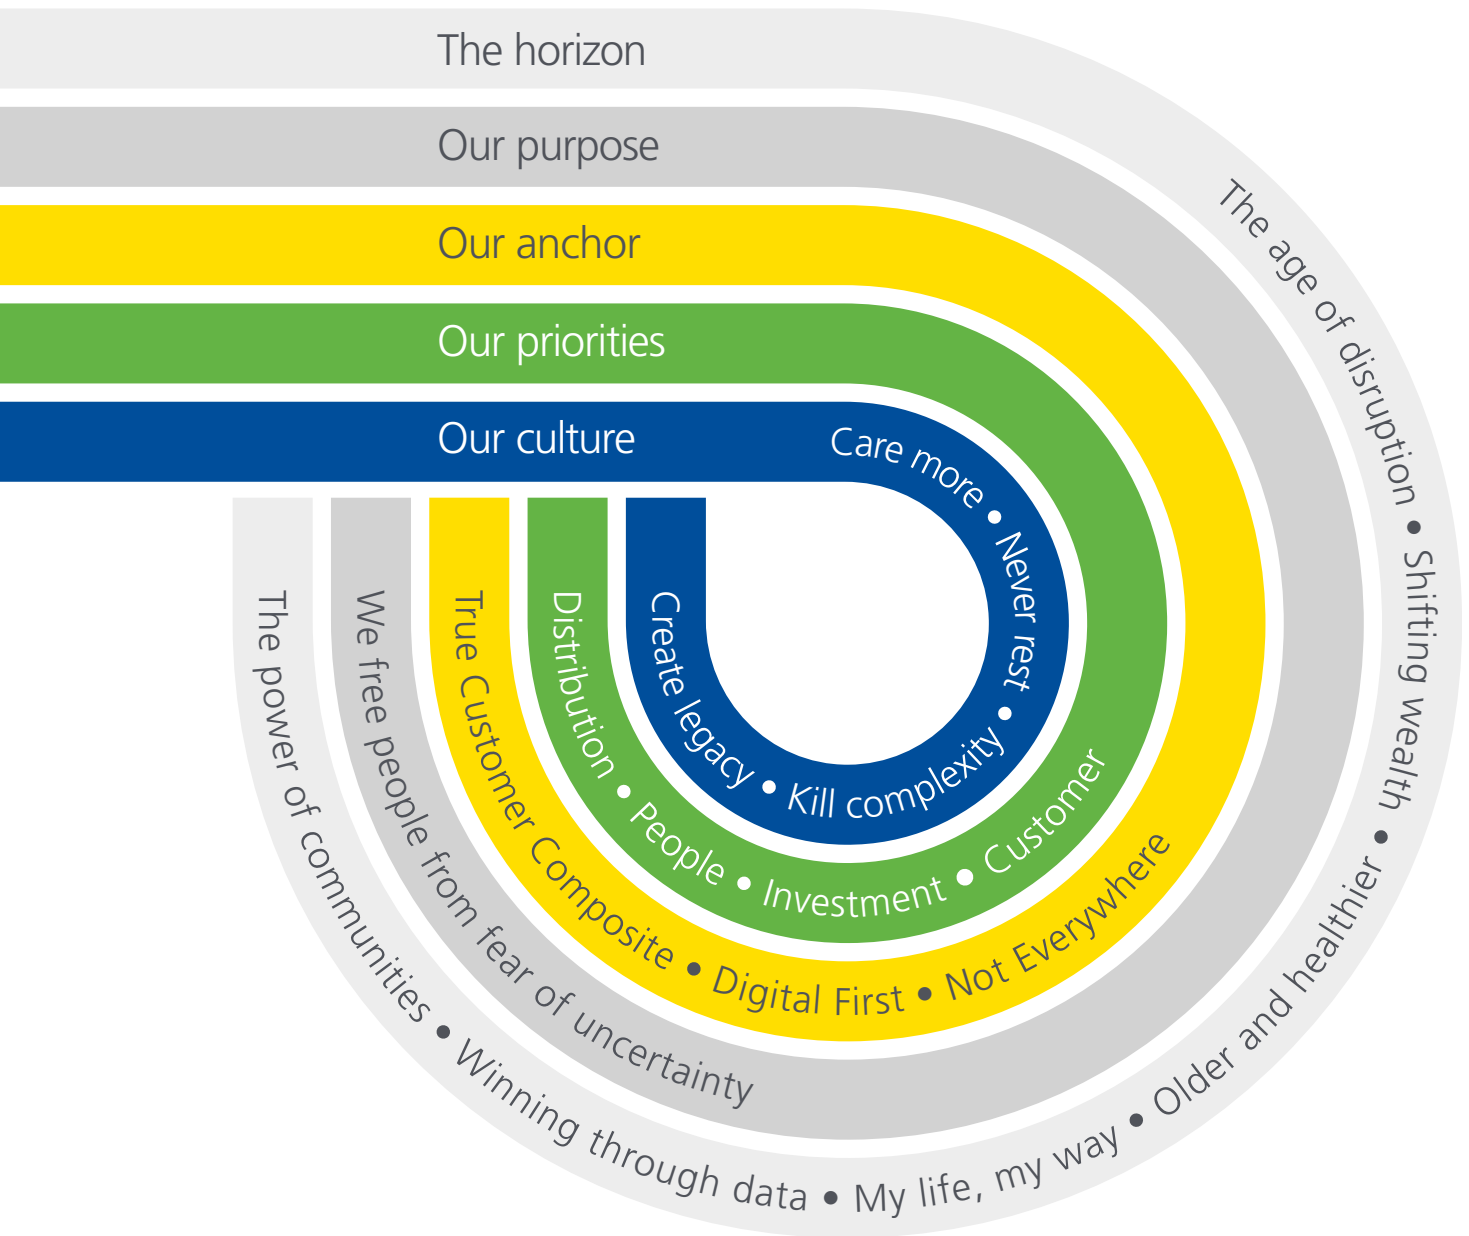 The horizon
Our purpose
Our anchor
Our priorities
Our culture
The power of communities • Winning through data • My life, my way • Older and healthier • Shifting wealth • The age of disruption
We free people from fear of uncertainty
True Customer Composite • Digital First • Not Everywhere
Distribution • People • Investment • Customer
Create legacy • Kill complexity • Never rest • Care more